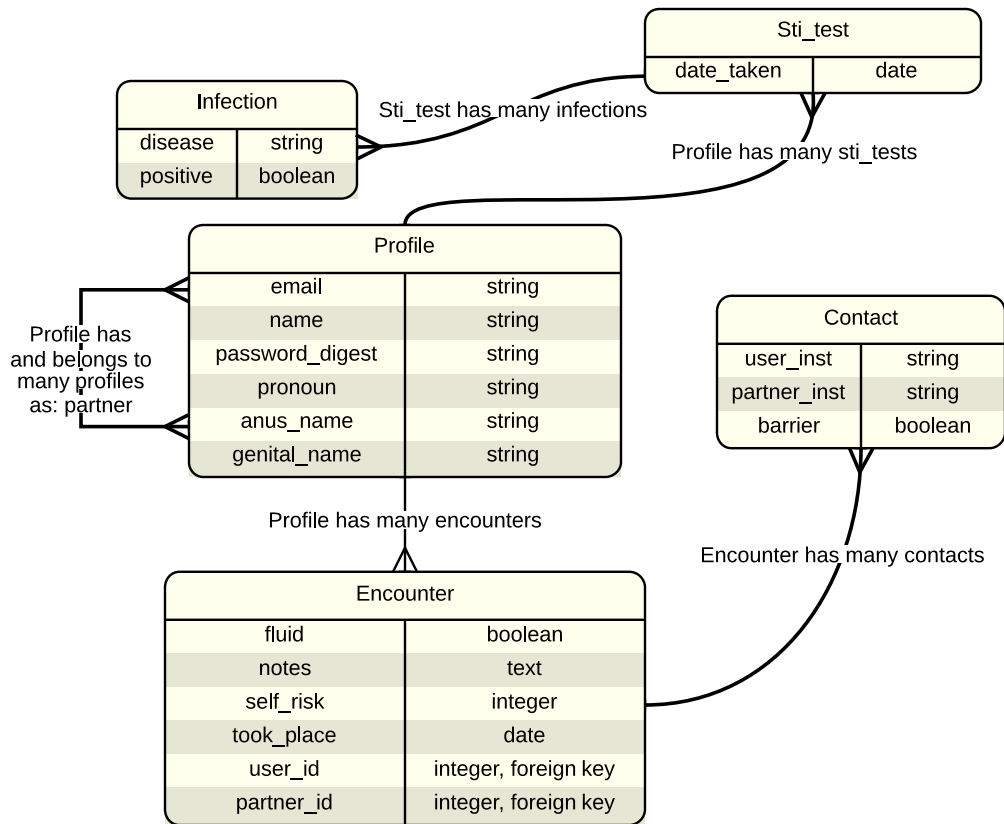 Sti_test
date_taken date
Infection
disease string
positive boolean
Sti_test has many infections
Profile has many sti_tests
Profile
email string
name string
password_digest string
pronoun string
anus_name string
genital_name string
Profile has
and belongs to
many profiles
as: partner
Contact
user_inst string
partner_inst string
barrier boolean
Profile has many encounters
Encounter has many contacts
Encounter
fluid boolean
notes text
self_risk integer
took_place date
user_id integer, foreign key
partner_id integer, foreign key